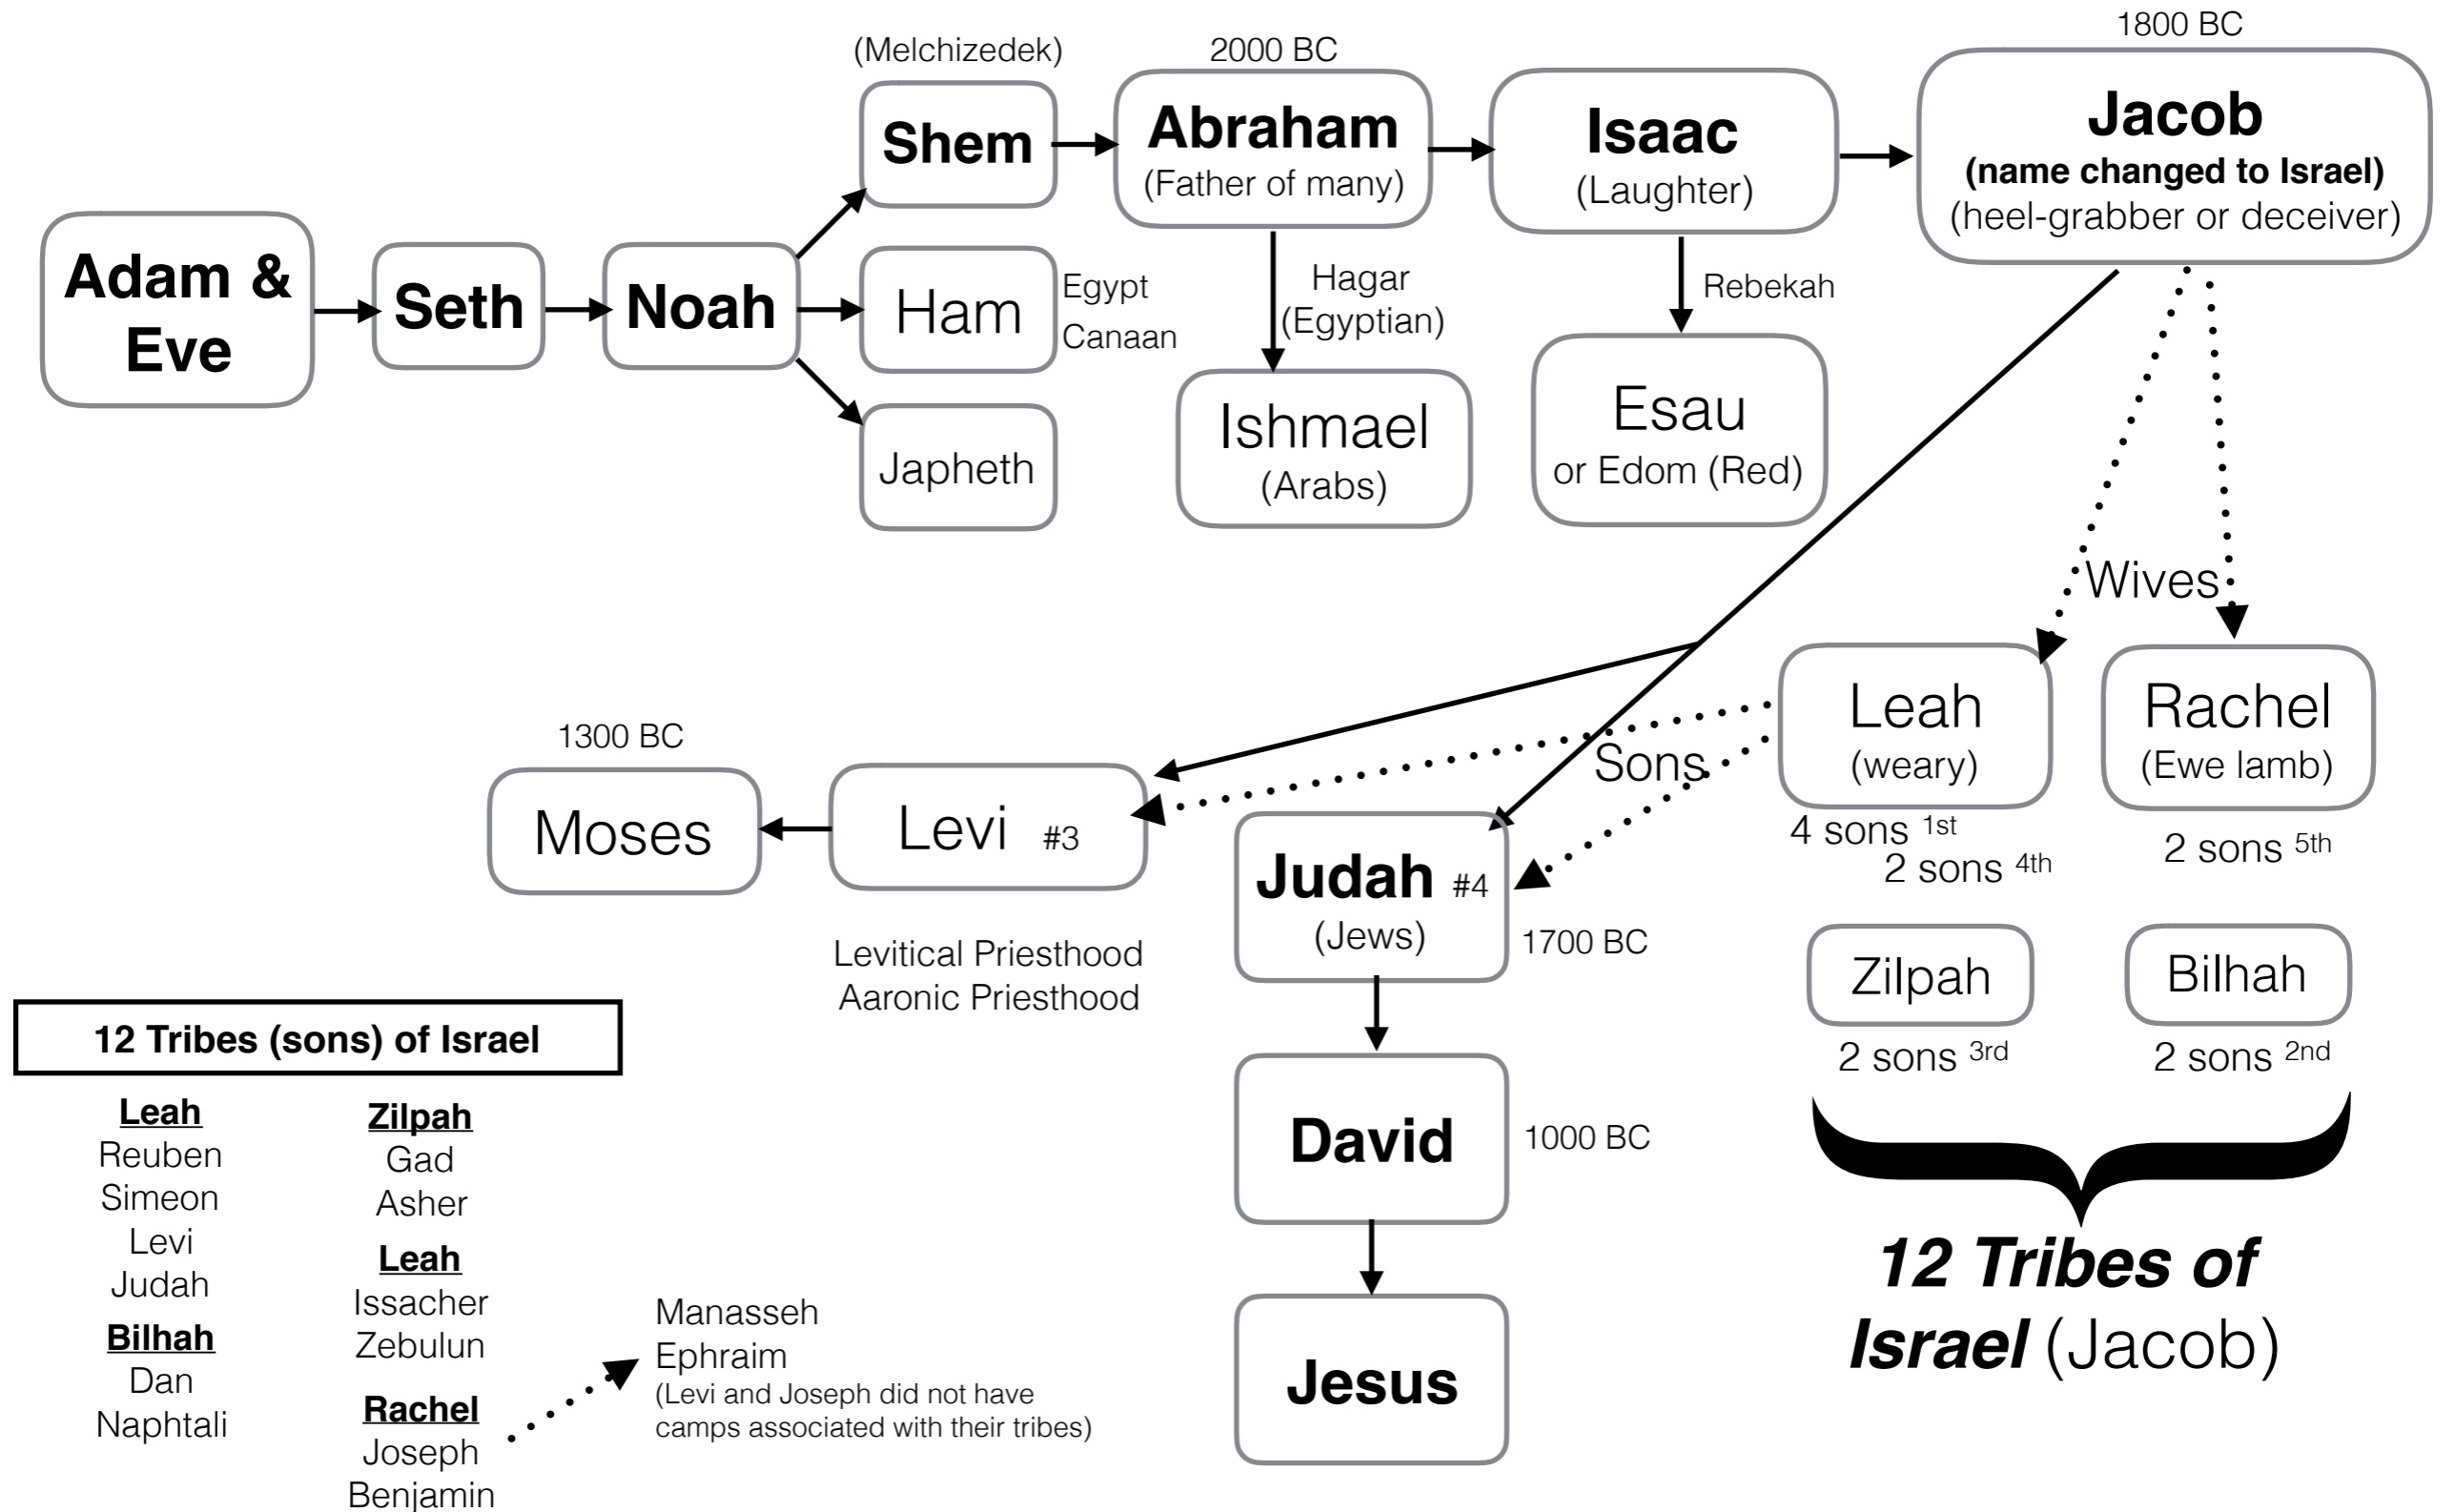 (Melchizedek)
2000 BC
1800 BC
Adam &
Eve
Seth
Noah
Shem
Abraham
(Father of many)
Isaac
(Laughter)
Jacob
(name changed to Israel)
(heel-grabber or deceiver)
Ham
Egypt
Canaan
Japheth
Hagar
(Egyptian)
Ishmael
(Arabs)
Rebekah
Esau
or Edom (Red)
Wives
Leah
(weary)
4 sons 1st
2 sons 4th
Rachel
(Ewe lamb)
2 sons 5th
Sons
1300 BC
Moses
Levi #3
Levitical Priesthood
Aaronic Priesthood
Judah #4
(Jews)
1700 BC
Zilpah
2 sons 3rd
Bilhah
2 sons 2nd
David
1000 BC
Jesus
12 Tribes of
Israel (Jacob)
12 Tribes (sons) of Israel
Leah
Reuben
Simeon
Levi
Judah
Bilhah
Dan
Naphtali
Zilpah
Gad
Asher
Leah
Issacher
Zebulun
Rachel
Joseph
Benjamin
Manasseh
Ephraim
(Levi and Joseph did not have
camps associated with their tribes)